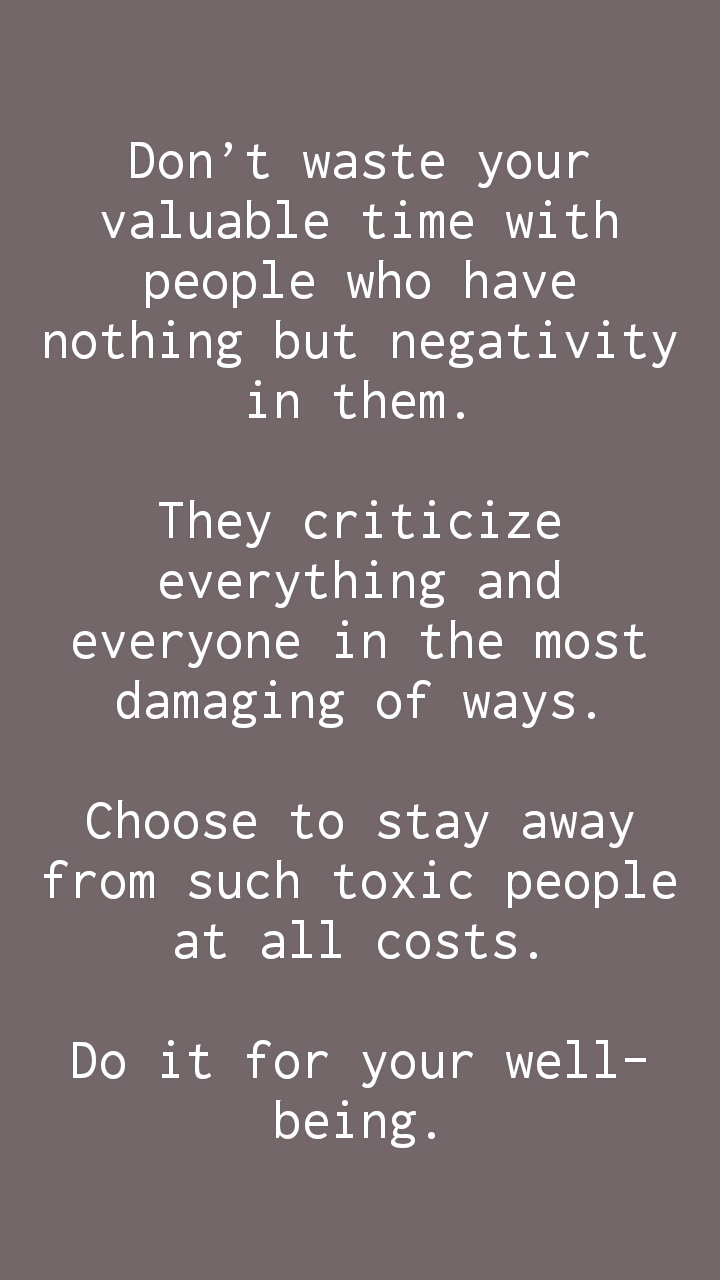 Don’t waste your
valuable time with
people who have
nothing but negativity
in them.
They criticize
everything and
everyone in the most
damaging of ways.
Choose to stay away
from such toxic people
at all costs.
Do it for your well-
being.